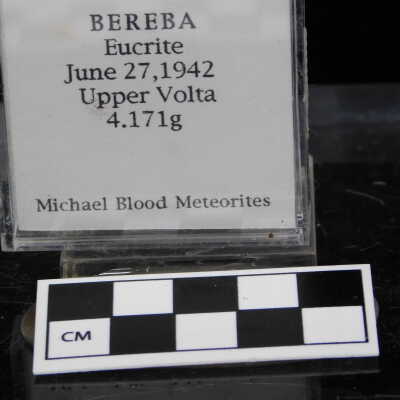 BEREBA
Eucrite
June 27,1942
Upper Volta
4.171g
Michael Blood Meteorites
CM